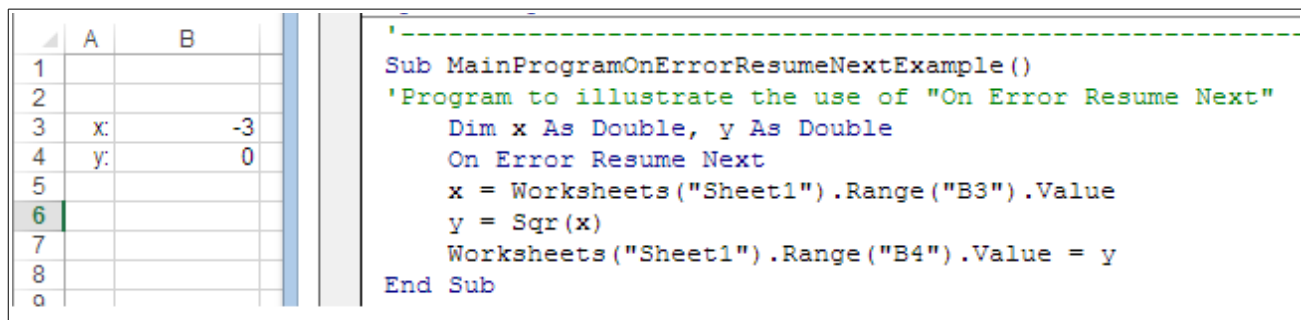 A B
1
2
3 x: -3
4 y: 0
5
6
7
8
9
'---------------------------------------------------------
Sub MainProgramOnErrorResumeNextExample()
'Program to illustrate the use of "On Error Resume Next"
Dim x As Double, y As Double
On Error Resume Next
x = Worksheets("Sheet1").Range("B3").Value
y = Sqr(x)
Worksheets("Sheet1").Range("B4").Value = y
End Sub